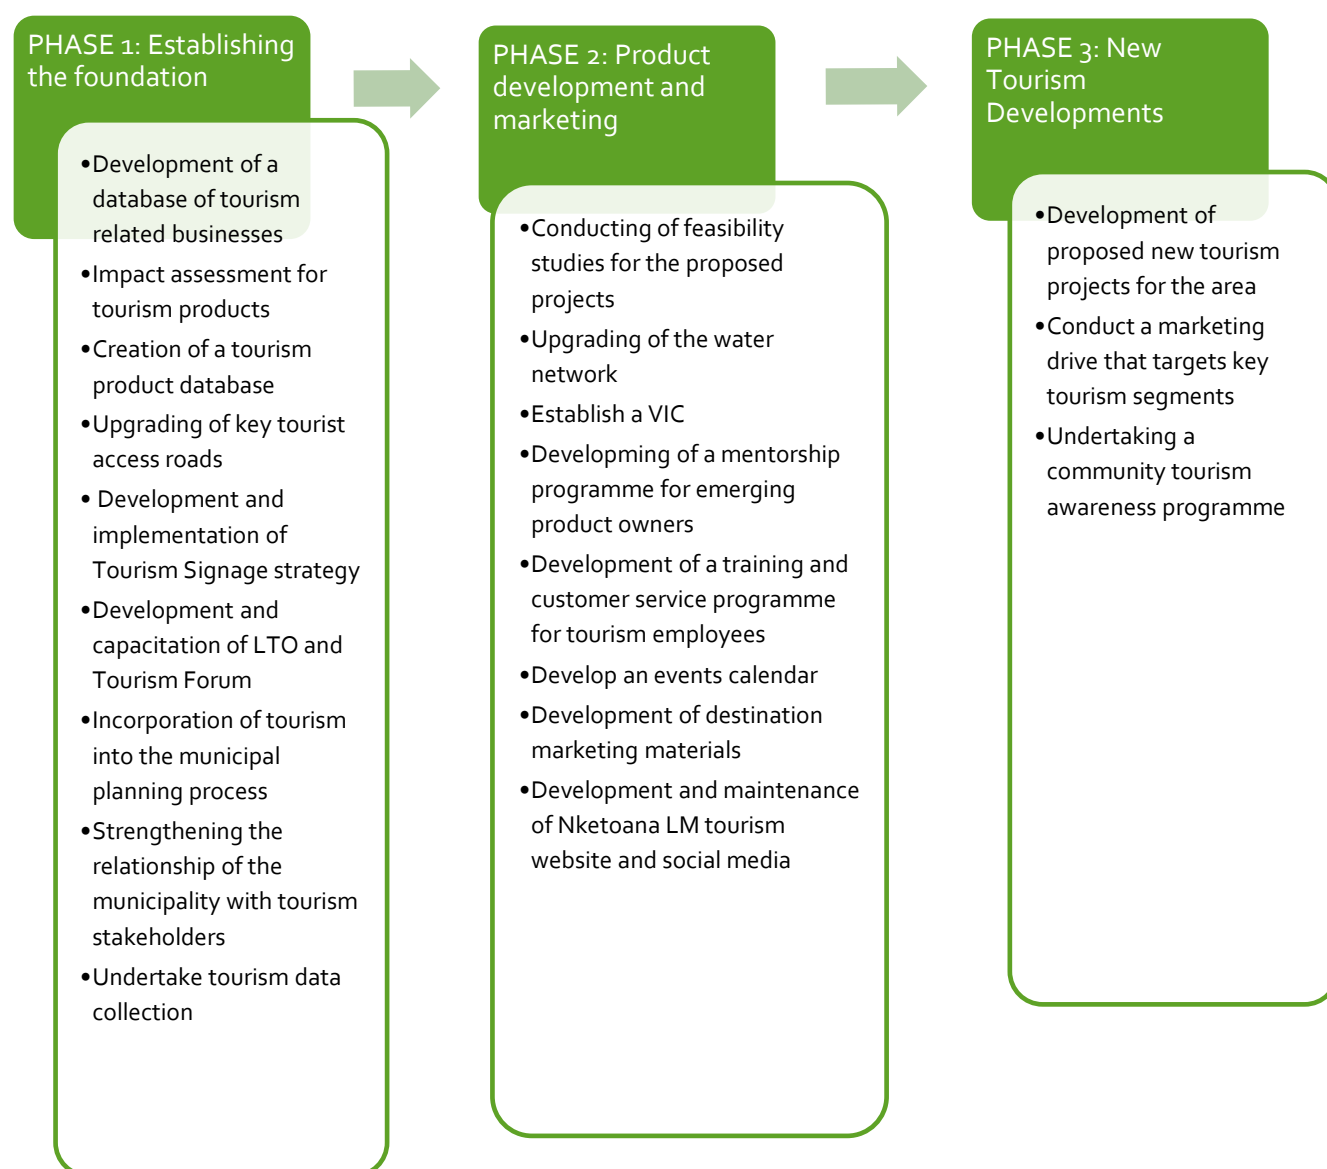 PHASE 1: Establishing
the foundation
•Development of a
database of tourism
related businesses
•Impact assessment for
tourism products
•Creation of a tourism
product database
•Upgrading of key tourist
access roads
• Development and
implementation of
Tourism Signage strategy
•Development and
capacitation of LTO and
Tourism Forum
•Incorporation of tourism
into the municipal
planning process
•Strengthening the
relationship of the
municipality with tourism
stakeholders
•Undertake tourism data
collection
PHASE 2: Product
development and
marketing
•Conducting of feasibility
studies for the proposed
projects
•Upgrading of the water
network
•Establish a VIC
•Developming of a mentorship
programme for emerging
product owners
•Development of a training and
customer service programme
for tourism employees
•Develop an events calendar
•Development of destination
marketing materials
•Development and maintenance
of Nketoana LM tourism
website and social media
PHASE 3: New
Tourism
Developments
•Development of
proposed new tourism
projects for the area
•Conduct a marketing
drive that targets key
tourism segments
•Undertaking a
community tourism
awareness programme